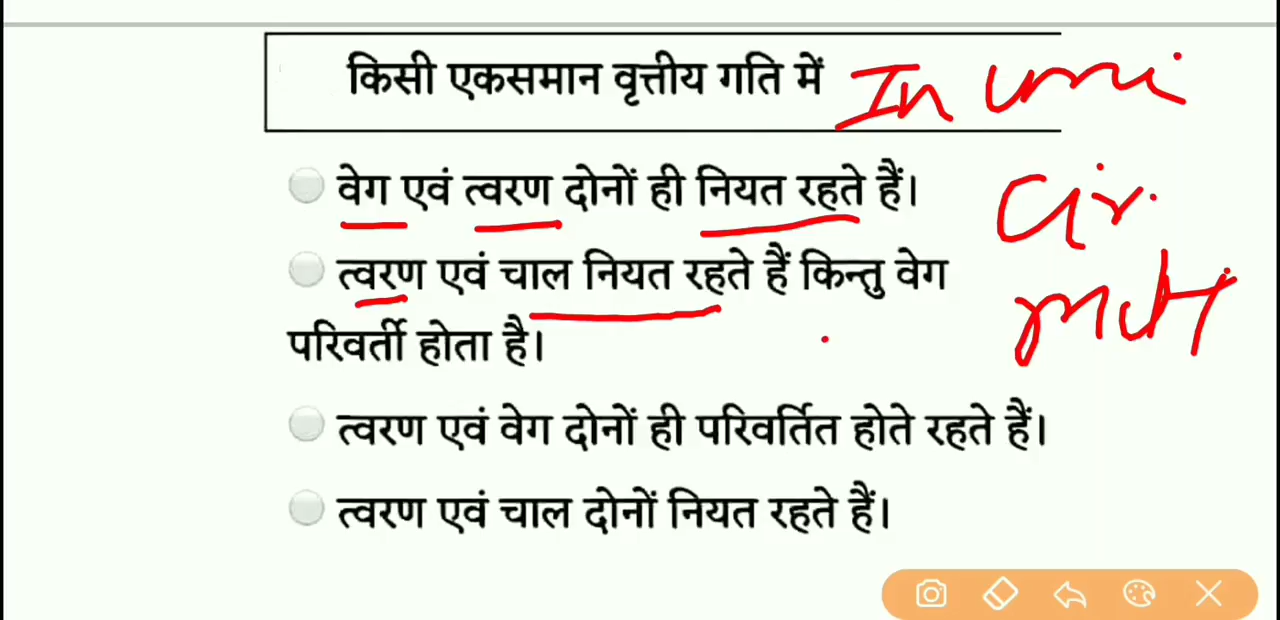 किसी एकसमान वृत्तीय गति में In uni
वेग एवं त्वरण दोनों ही नियत रहते हैं।
cir.
त्वरण एवं चाल नियत रहते हैं किन्तु वेग
परिवर्ती होता है।
त्वरण एवं वेग दोनों ही परिवर्तित होते रहते हैं।
त्वरण एवं चाल दोनों नियत रहते हैं।